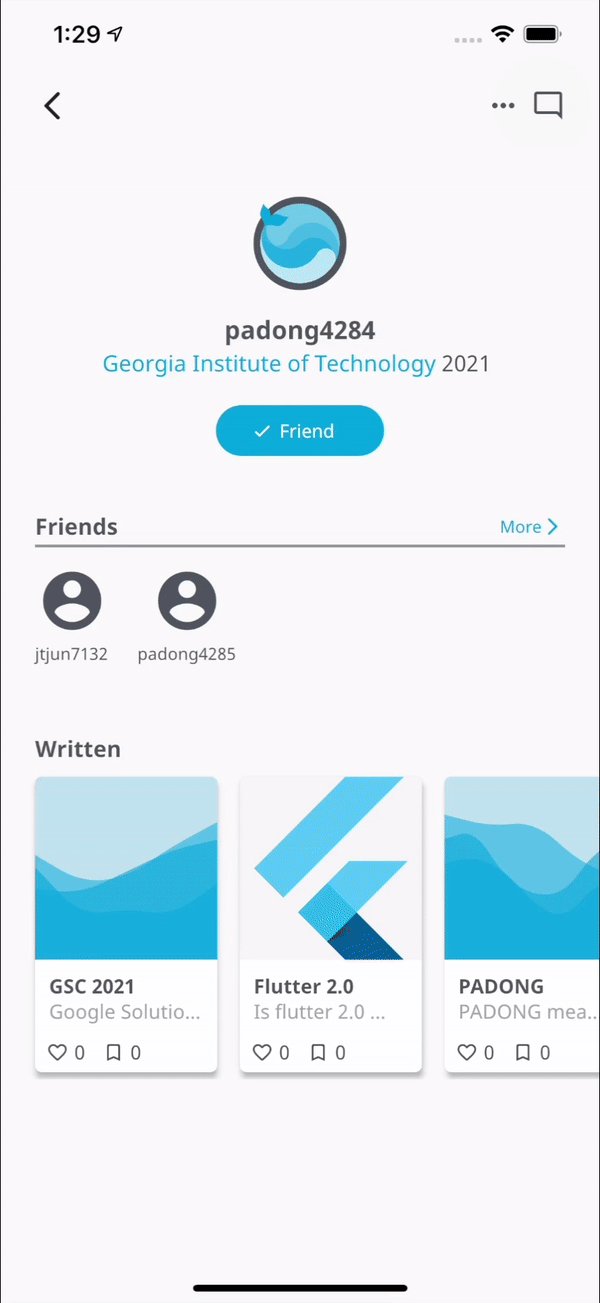 1:29
padong4284
Georgia Institute of Technology 2021
Friend
Friends
More
jtjun7132
padong4285
Written
GSC 2021
Google Solutio...
0 0
Flutter 2.0
Is flutter 2.0 ...
0 0
PADONG
PADONG mea..
0 0